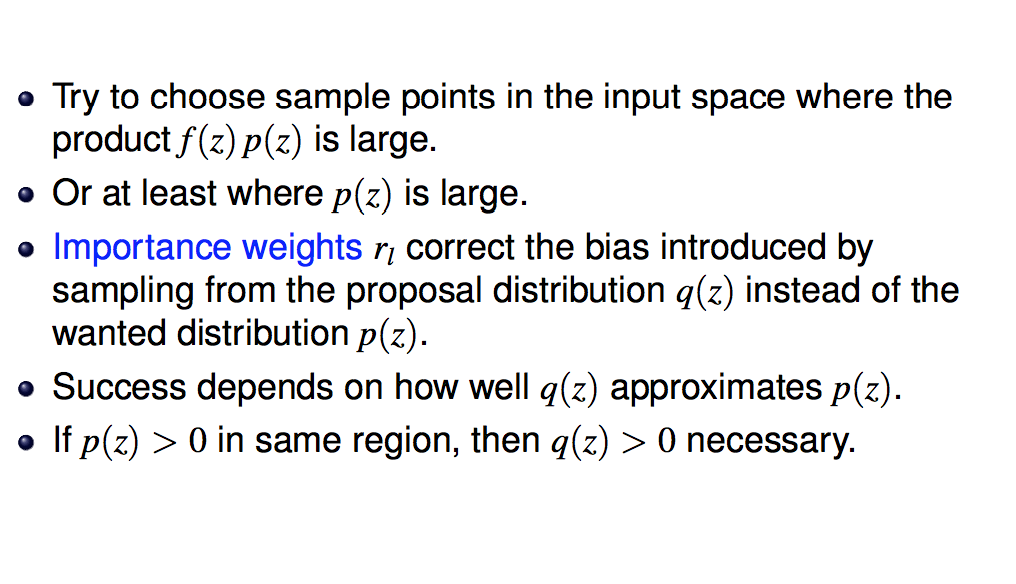 Try to choose sample points in the input space where the
product f(z) p(z) is large.
Or at least where p(z) is large.
Importance weights rₗ correct the bias introduced by
sampling from the proposal distribution q(z) instead of the
wanted distribution p(z).
Success depends on how well q(z) approximates p(z).
If p(z) > 0 in same region, then q(z) > 0 necessary.